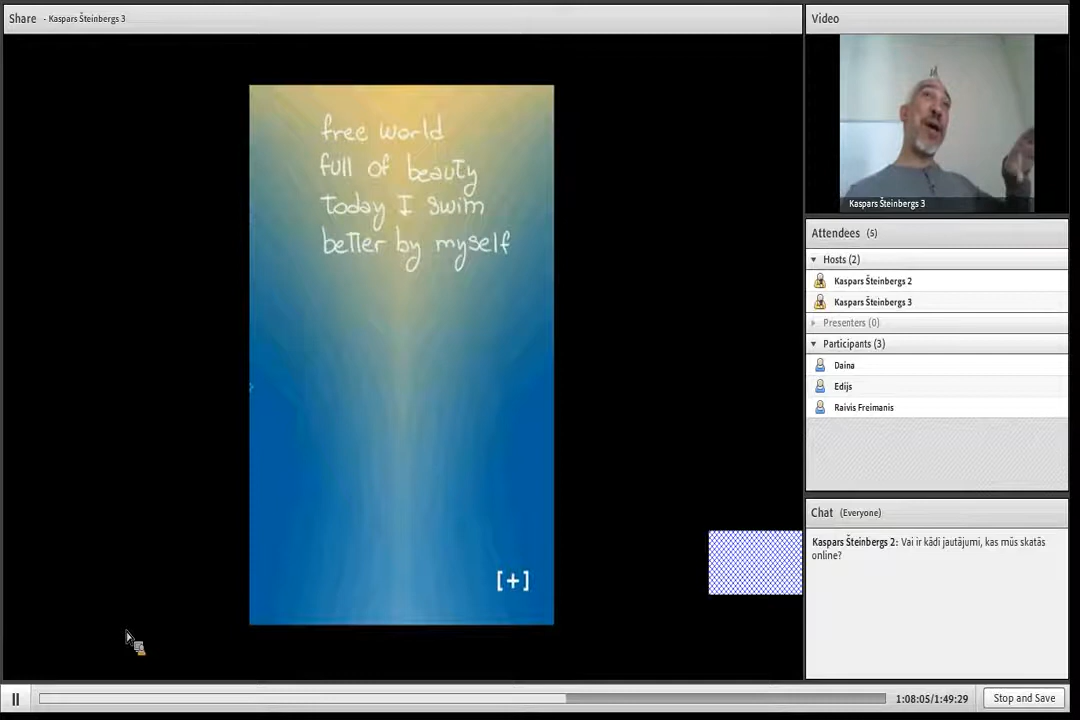 Share - Kaspars Šteinbergs 3
free world
full of beauty
today I swim
better by myself
[+]
Video
Kaspars Šteinbergs 3
Attendees (5)
Hosts (2)
Kaspars Šteinbergs 2
Kaspars Šteinbergs 3
Presenters (0)
Participants (3)
Daina
Edijs
Raivis Freimanis
Chat (Everyone)
Kaspars Šteinbergs 2: Vai ir kādi jautājumi, kas mūs skatās
online?
1:08:05/1:49:29
Stop and Save